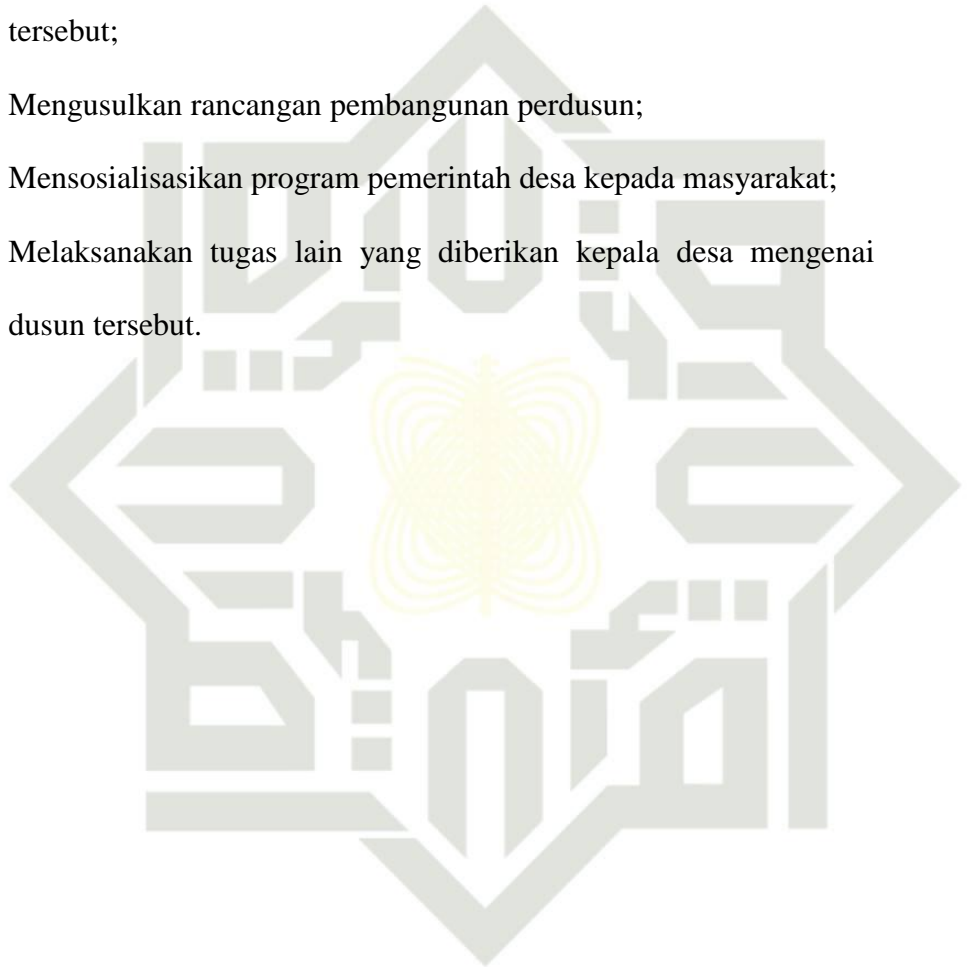 tersebut;
Mengusulkan rancangan pembangunan perdusun;
Mensosialisasikan program pemerintah desa kepada masyarakat;
Melaksanakan tugas lain yang diberikan kepala desa mengenai
dusun tersebut.